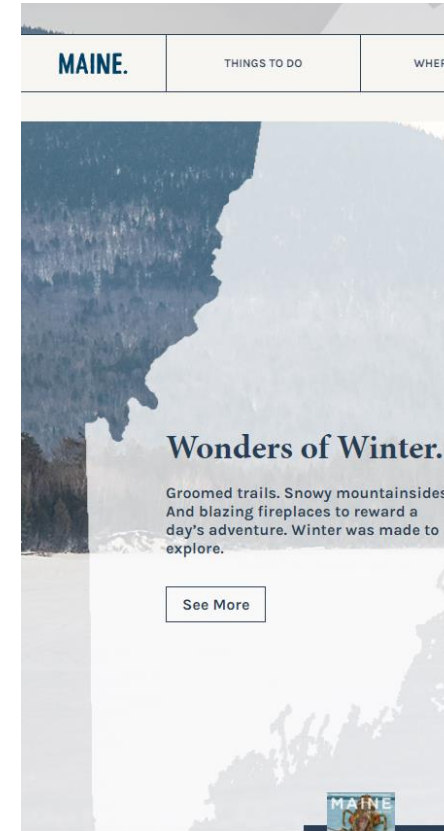 MAINE.
THINGS TO DO
WHER
Wonders of Winter.
Groomed trails. Snowy mountainsides
And blazing fireplaces to reward a
day's adventure. Winter was made to
explore.
See More
MAINE